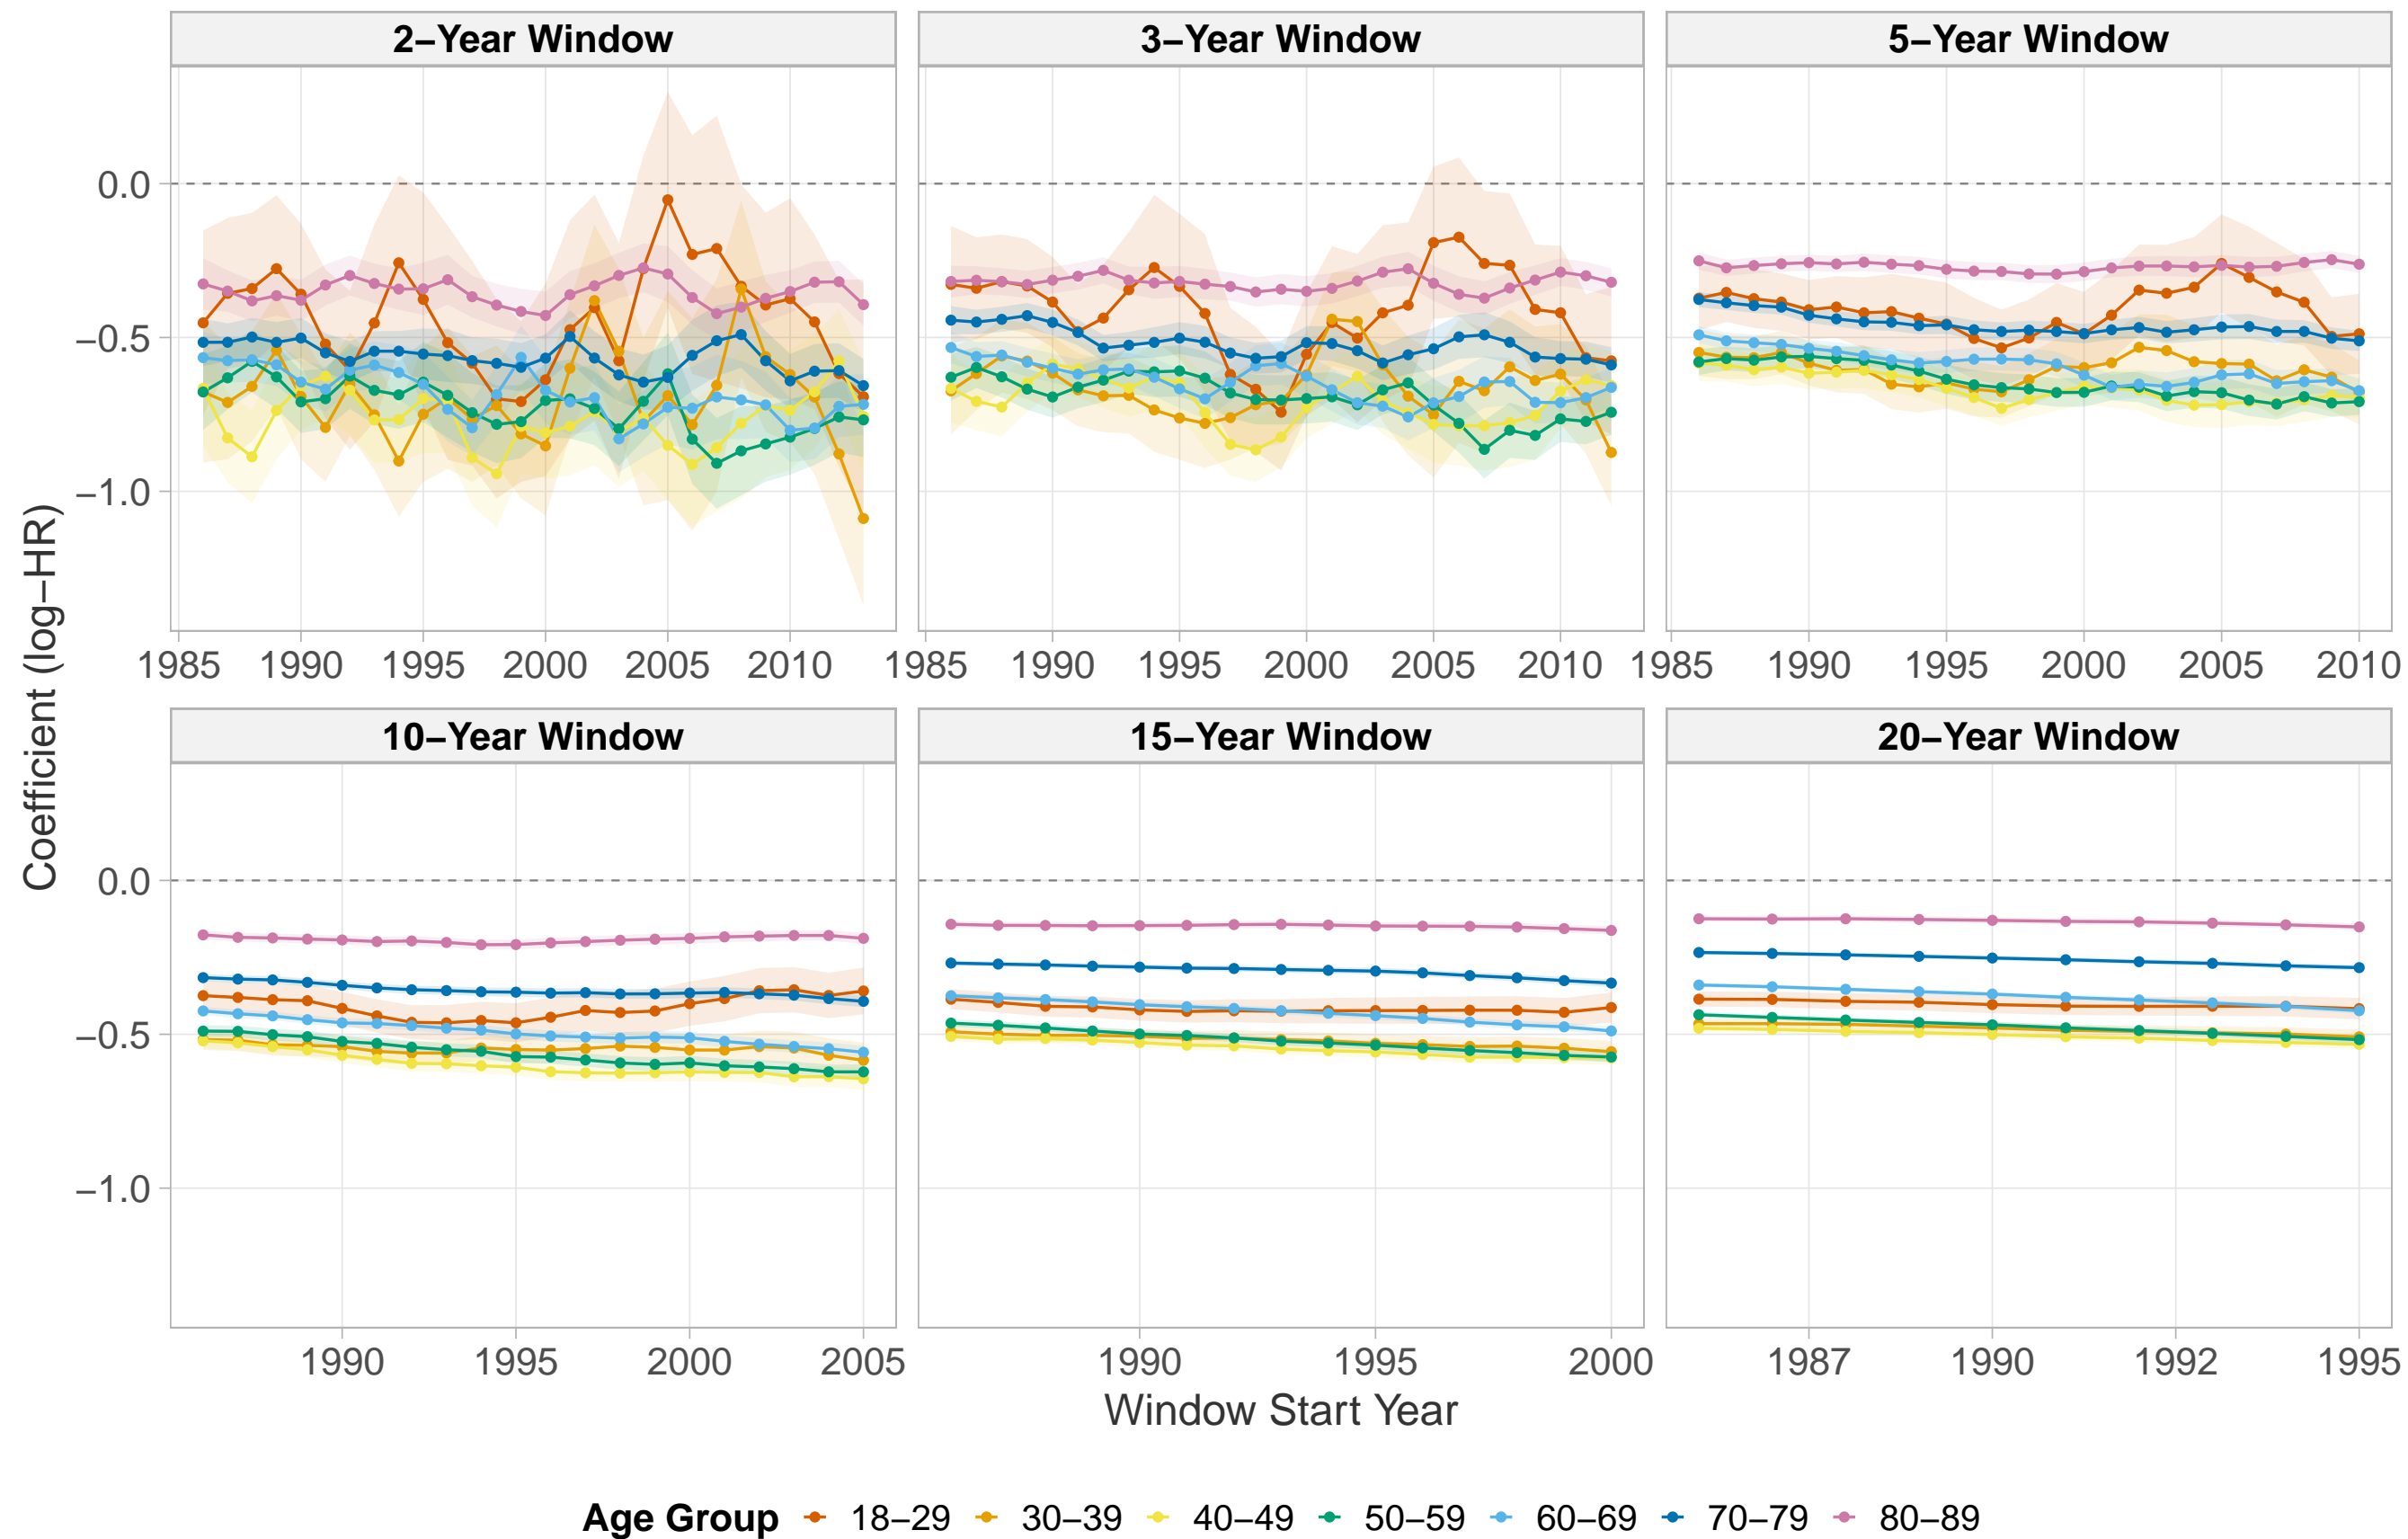 2–Year Window 3–Year Window 5–Year Window
0.0
−0.5
−1.0
1985 1990 1995 2000 2005 2010 1985 1990 1995 2000 2005 2010 1985 1990 1995 2000 2005 2010
Coefficient (log–HR)
10–Year Window 15–Year Window 20–Year Window
0.0
−0.5
−1.0
1990 1995 2000 2005 1990 1995 2000 1987 1990 1992 1995
Window Start Year
Age Group 18–29 30–39 40–49 50–59 60–69 70–79 80–89